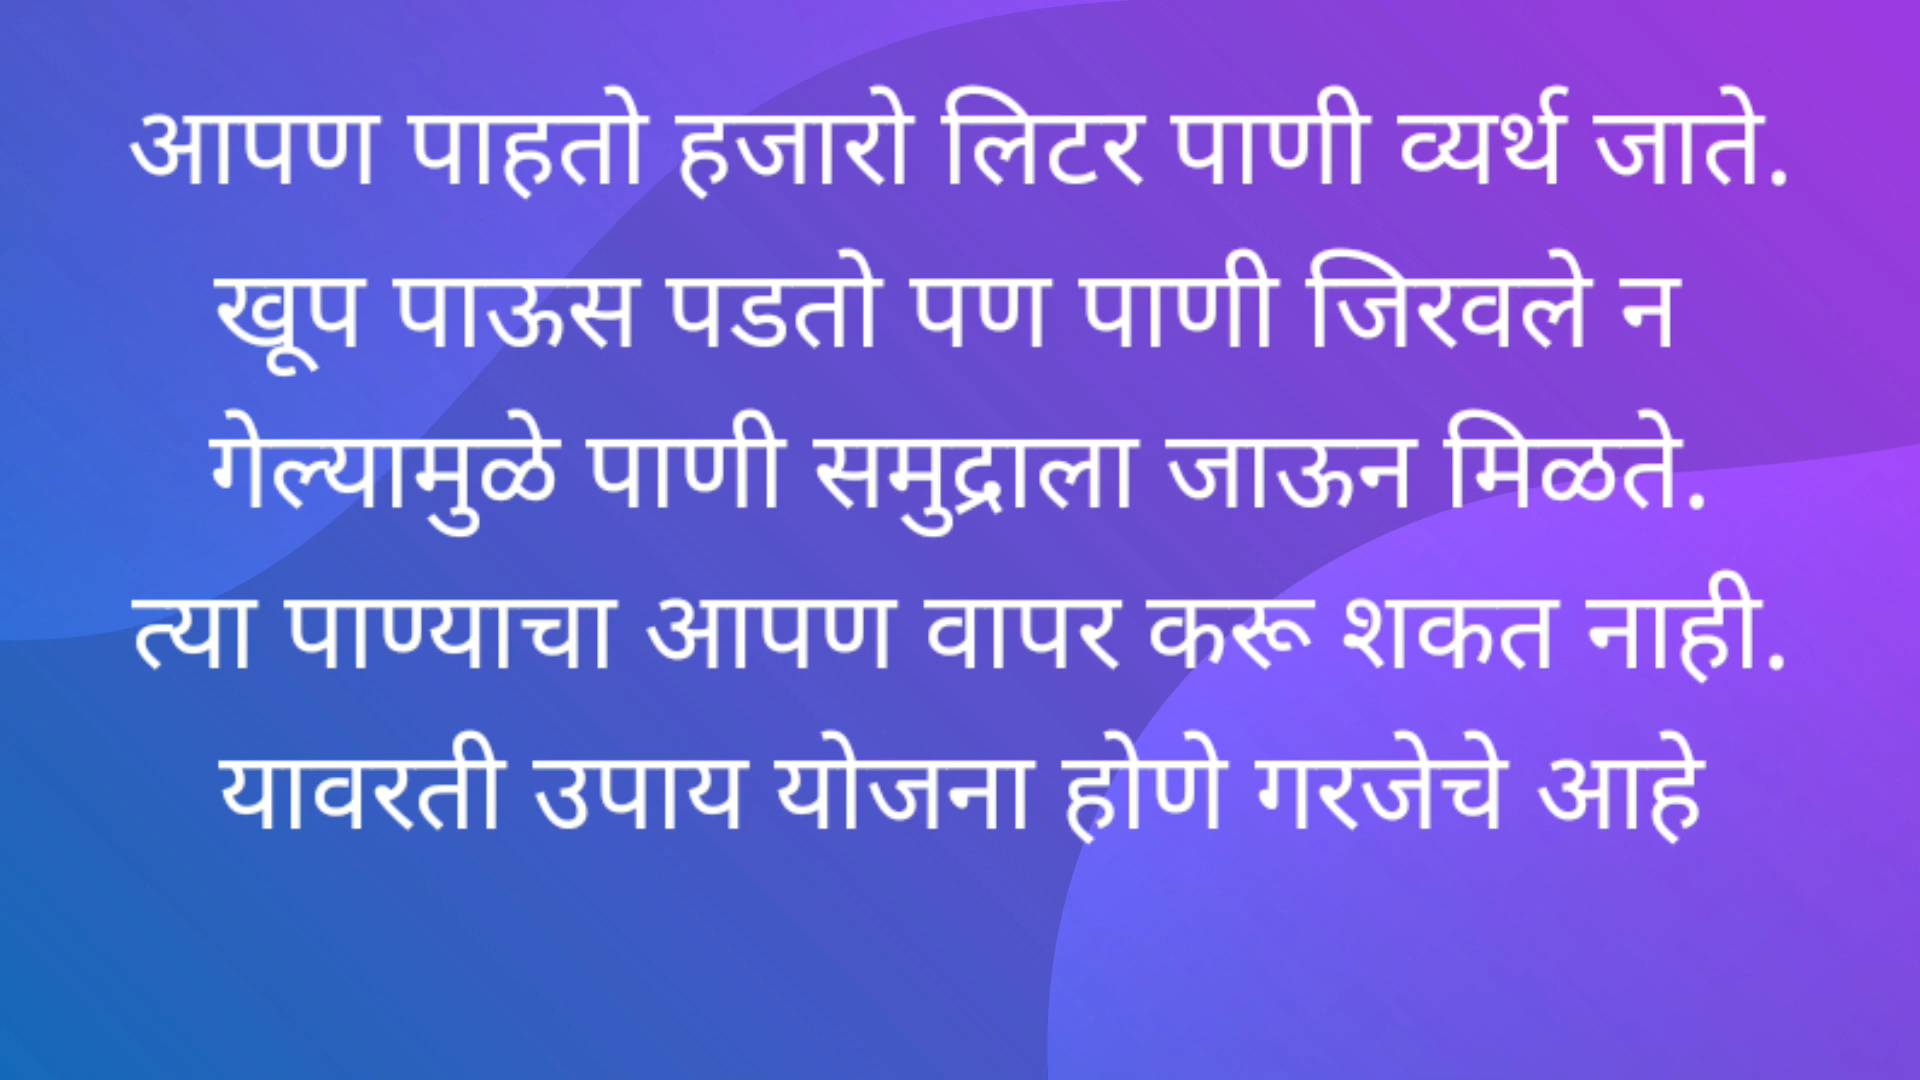 आपण पाहतो हजारो लिटर पाणी व्यर्थ जाते.
खूप पाऊस पडतो पण पाणी जिरवले न
गेल्यामुळे पाणी समुद्राला जाऊन मिळते.
त्या पाण्याचा आपण वापर करू शकत नाही.
यावरती उपाय योजना होणे गरजेचे आहे